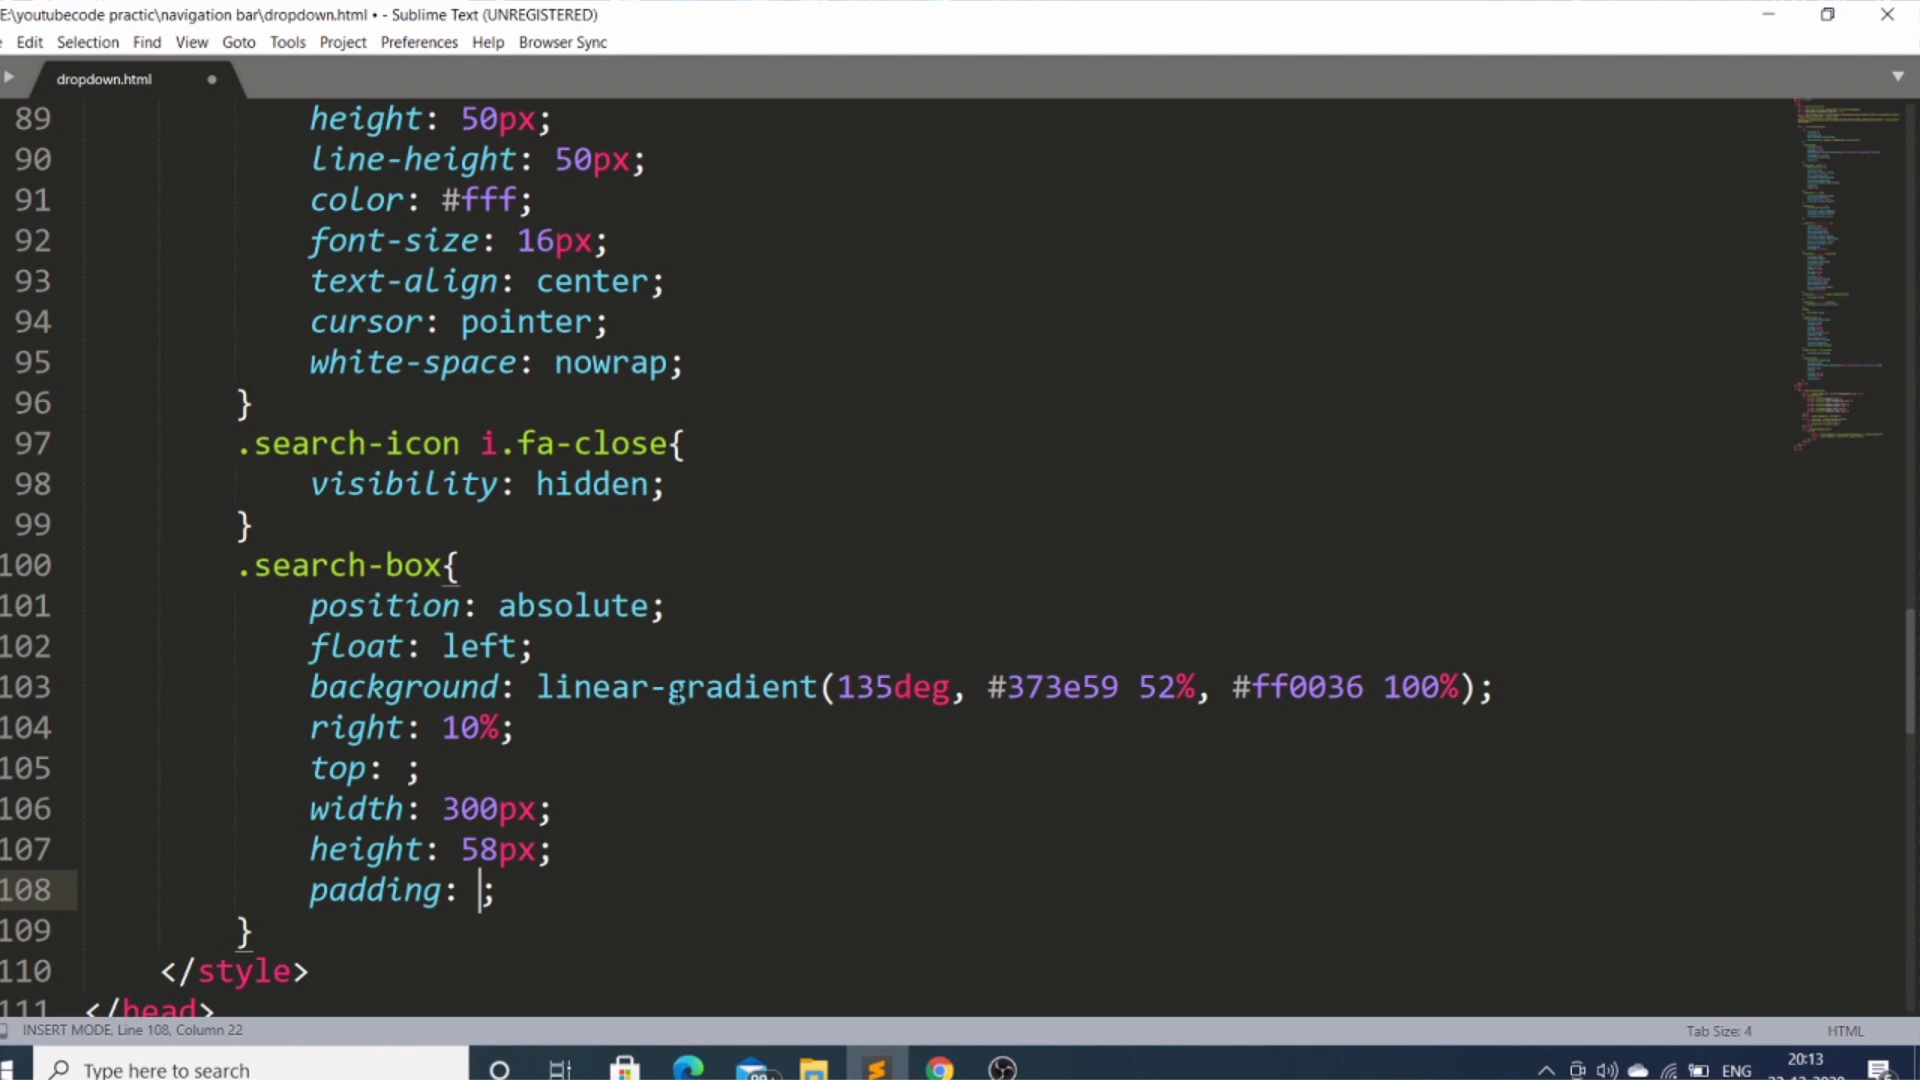 E:\youtubecode practic\navigation bar\dropdown.html • - Sublime Text (UNREGISTERED)
Edit Selection Find View Goto Tools Project Preferences Help Browser Sync
dropdown.html
89 height: 50px;
90 line-height: 50px;
91 color: #fff;
92 font-size: 16px;
93 text-align: center;
94 cursor: pointer;
95 white-space: nowrap;
96 }
97 .search-icon i.fa-close{
98 visibility: hidden;
99 }
100 .search-box{
101 position: absolute;
102 float: left;
103 background: linear-gradient(135deg, #373e59 52%, #ff0036 100%);
104 right: 10%;
105 top: ;
106 width: 300px;
107 height: 58px;
108 padding: ;
109 }
110 </style>
111 </head>
INSERT MODE, Line 108, Column 22 Tab Size: 4 HTML
Type here to search ENG 20:13